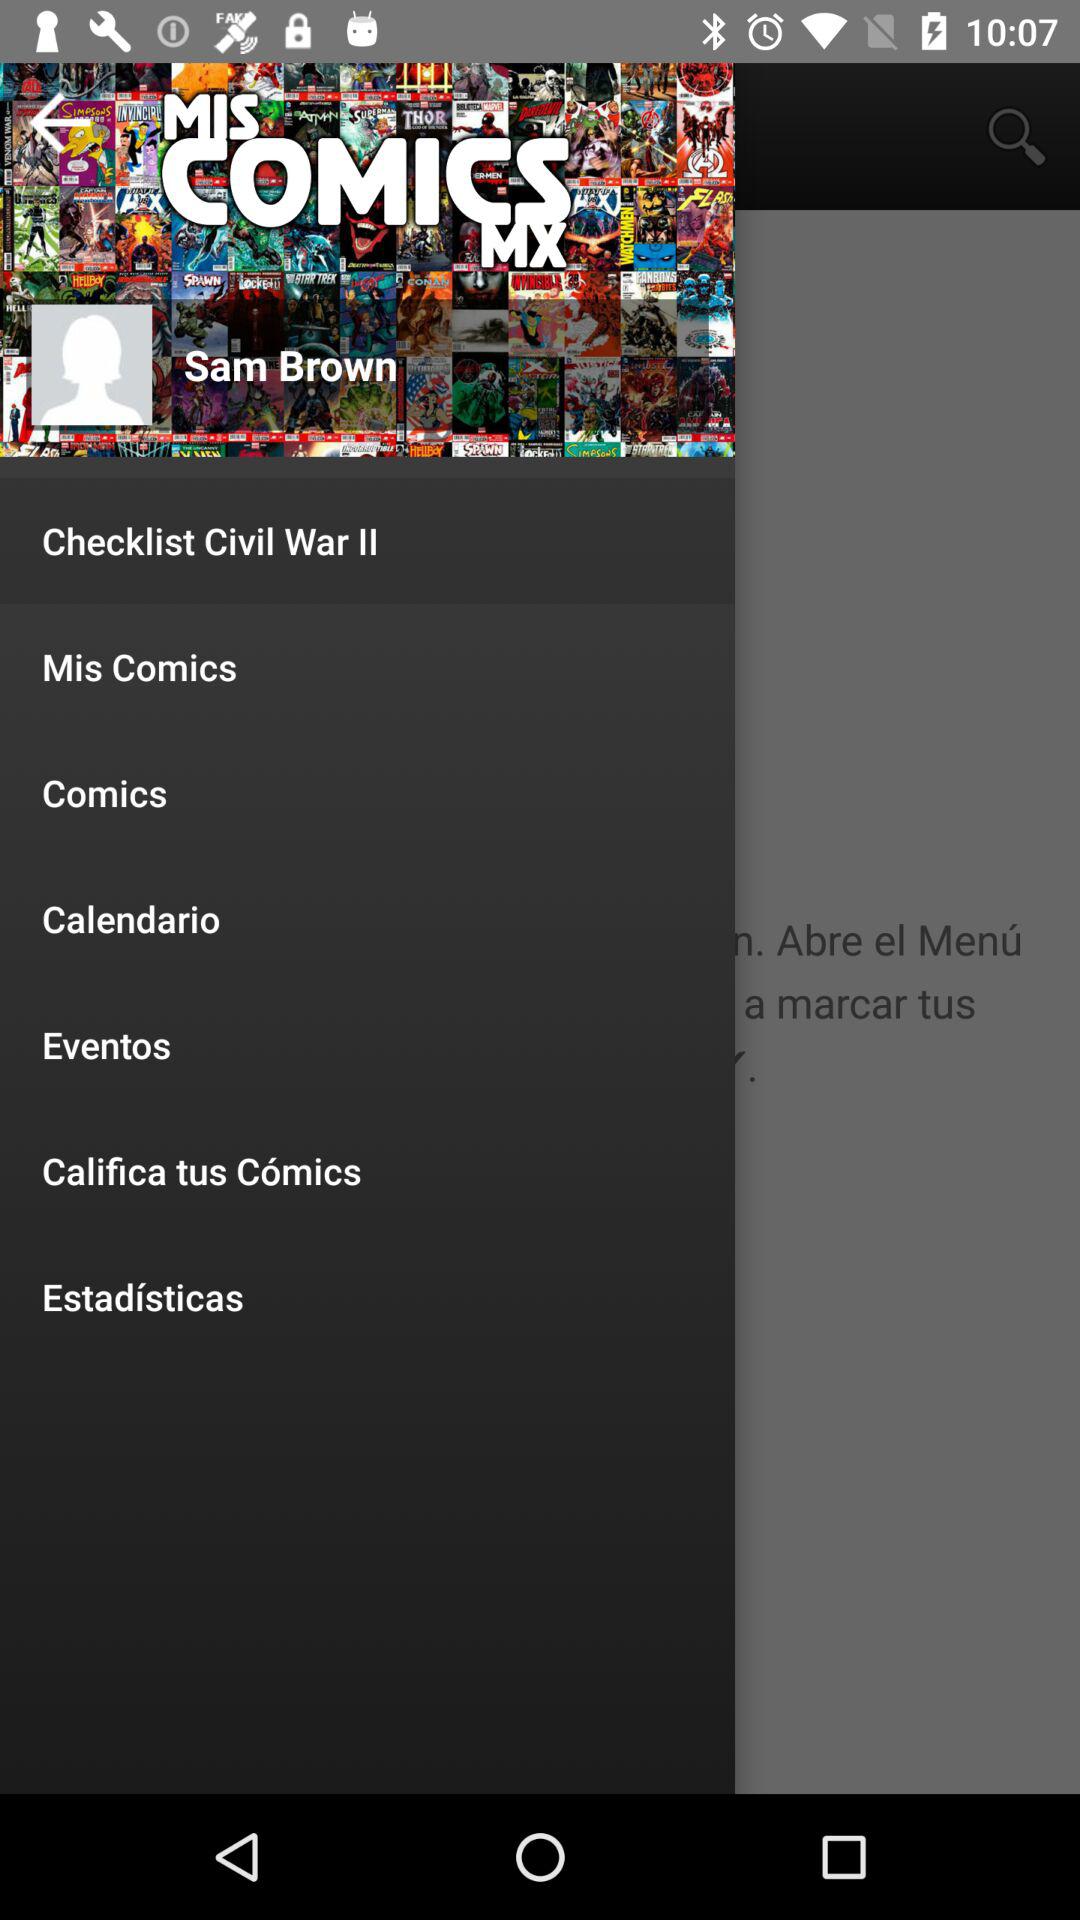 FAKE
10:07
MIS
COMICS
MX
Sam Brown
Checklist Civil War II
Mis Comics
Comics
Calendario
n. Abre el Menú
a marcar tus
✓.
Eventos
Califica tus Cómics
Estadísticas